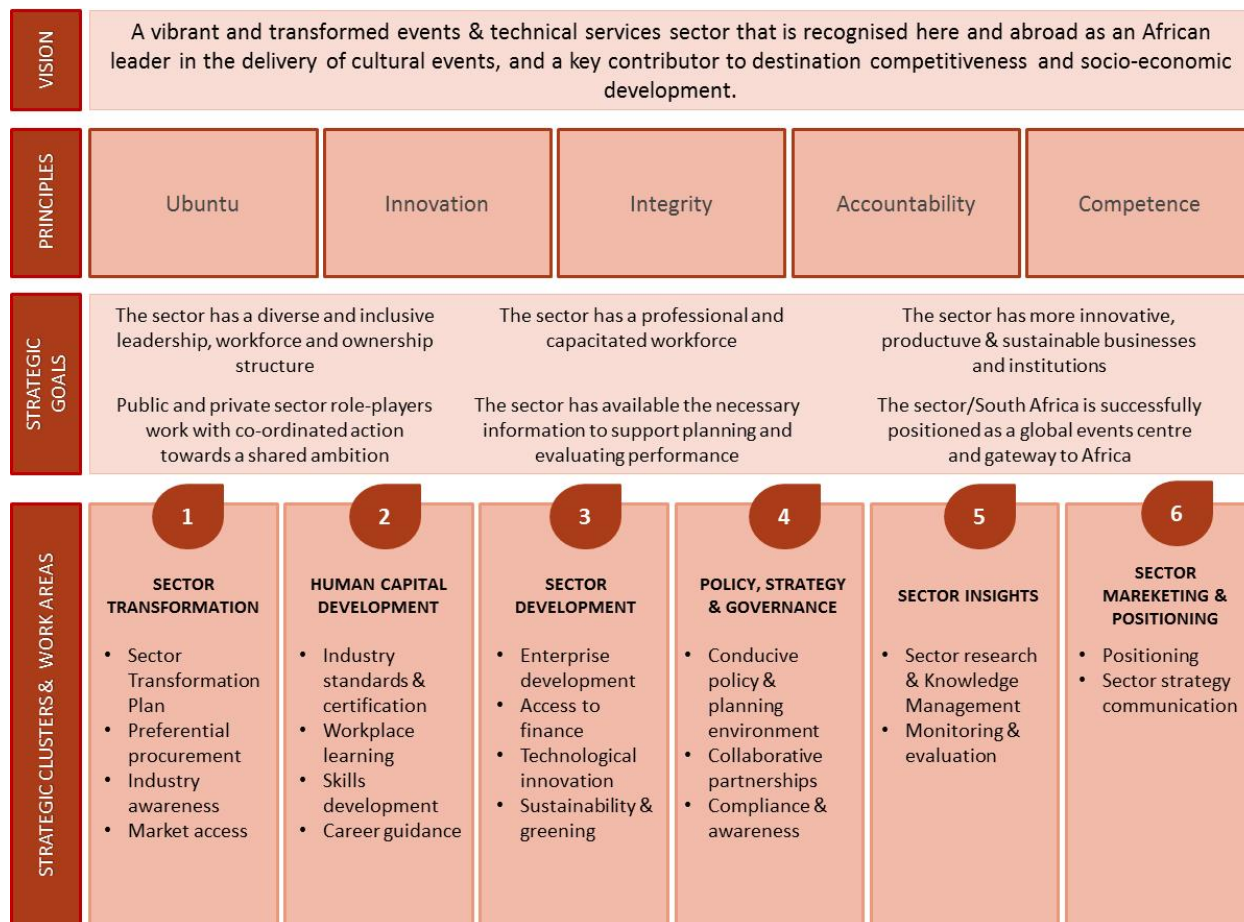 VISION
A vibrant and transformed events & technical services sector that is recognised here and abroad as an African
leader in the delivery of cultural events, and a key contributor to destination competitiveness and socio-economic
development.
PRINCIPLES
Ubuntu
Innovation
Integrity
Accountability
Competence
STRATEGIC
GOALS
The sector has a diverse and inclusive
leadership, workforce and ownership
structure
The sector has a professional and
capacitated workforce
The sector has more innovative,
productuve & sustainable businesses
and institutions
Public and private sector role-players
work with co-ordinated action
towards a shared ambition
The sector has available the necessary
information to support planning and
evaluating performance
The sector/South Africa is successfully
positioned as a global events centre
and gateway to Africa
STRATEGIC CLUSTERS & WORK AREAS
1
SECTOR
TRANSFORMATION
• Sector
Transformation
Plan
• Preferential
procurement
• Industry
awareness
• Market access
2
HUMAN CAPITAL
DEVELOPMENT
• Industry
standards &
certification
• Workplace
learning
• Skills
development
• Career guidance
3
SECTOR
DEVELOPMENT
• Enterprise
development
• Access to
finance
• Technological
innovation
• Sustainability &
greening
4
POLICY, STRATEGY
& GOVERNANCE
• Conducive
policy &
planning
environment
• Collaborative
partnerships
• Compliance &
awareness
5
SECTOR INSIGHTS
• Sector research
& Knowledge
Management
• Monitoring &
evaluation
6
SECTOR
MAREKETING &
POSITIONING
• Positioning
• Sector strategy
communication